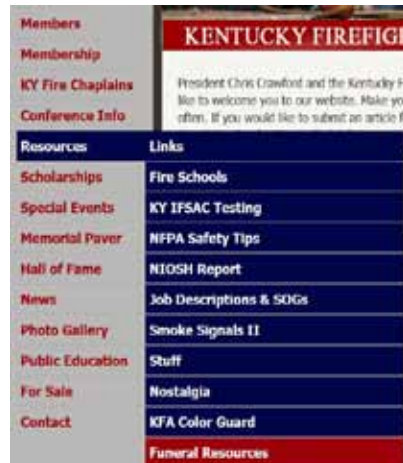 Members
Membership
KY Fire Chaplains
Conference Info
Resources
Scholarships
Special Events
Memorial Paver
Hall of Fame
News
Photo Gallery
Public Education
For Sale
Contact
KENTUCKY FIREFIG
President Chris Crawford and the Kentucky F
like to welcome you to our website. Make yo
often. If you would like to submit an article f
Links
Fire Schools
KY IFSAC Testing
NFPA Safety Tips
NIOSH Report
Job Descriptions & SOGs
Smoke Signals II
Stuff
Nostalgia
KFA Color Guard
Funeral Resources